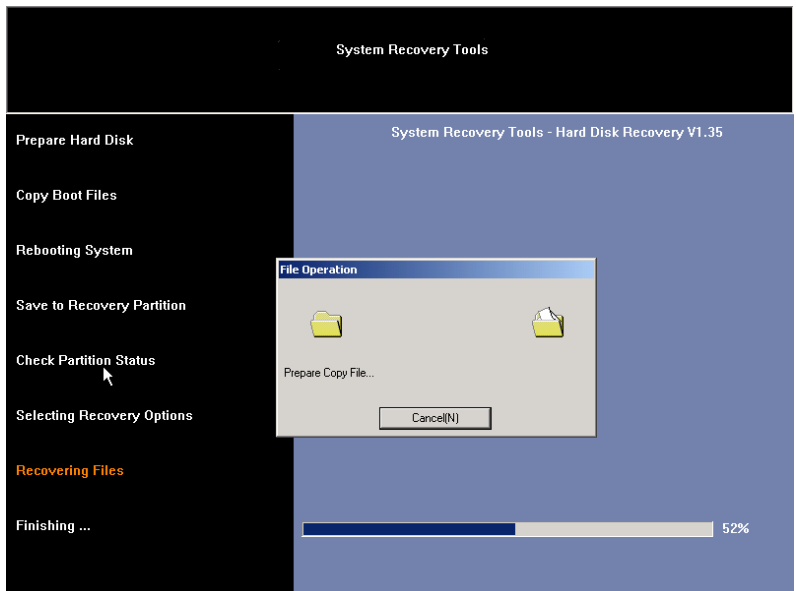 System Recovery Tools
System Recovery Tools - Hard Disk Recovery V1.35
Prepare Hard Disk
Copy Boot Files
Rebooting System
File Operation
Save to Recovery Partition
Check Partition Status
Prepare Copy File...
Selecting Recovery Options
Cancel(N)
Recovering Files
Finishing ...
52%